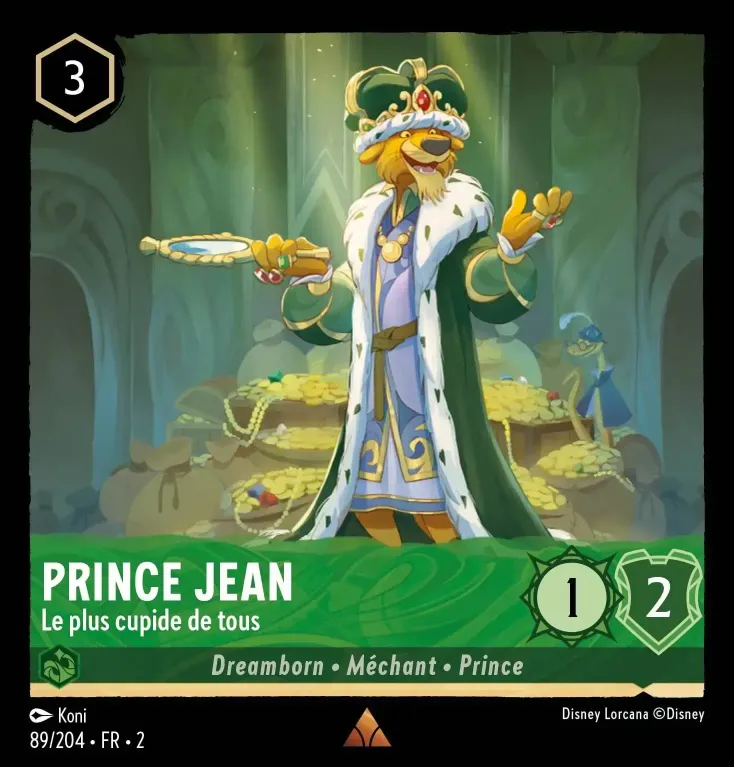 3
PRINCE JEAN
Le plus cupide de tous
1
2
Dreamborn • Méchant • Prince
Koni
Disney Lorcana ©Disney
89/204 • FR • 2